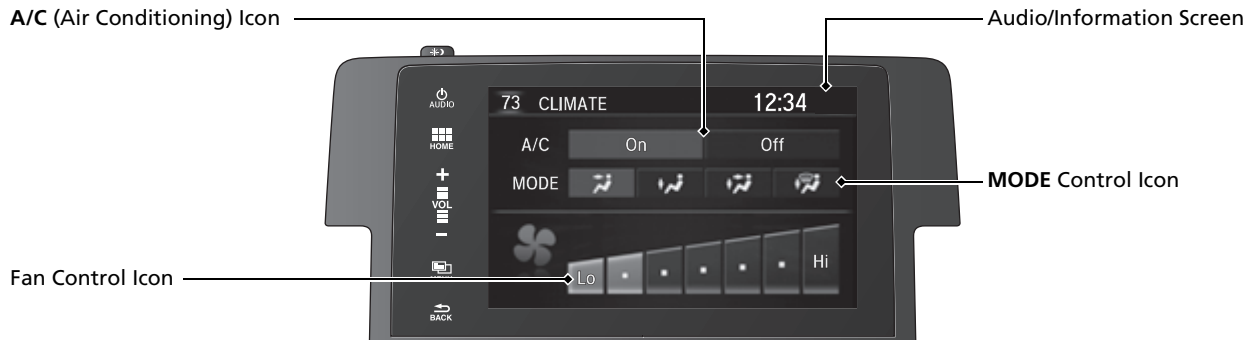 A/C (Air Conditioning) Icon
Audio/Information Screen
AUDIO
73 CLIMATE 12:34
HOME
A/C On Off
MODE
MODE Control Icon
+
VOL
-
Fan Control Icon
Lo Hi
BACK